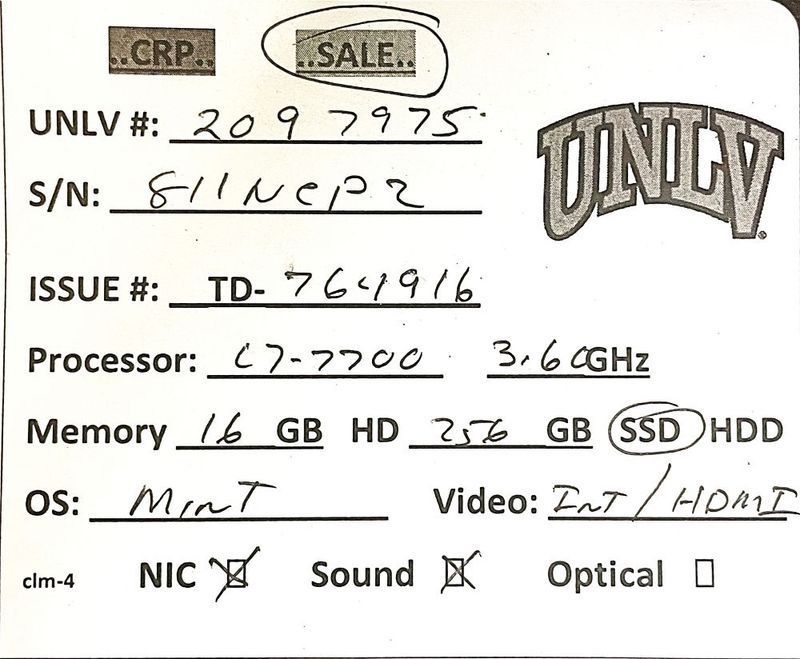 ..CRP.. ..SALE..
UNLV #: 2097975
UNLV
S/N: 811NCP2
ISSUE #: TD-764916
Processor: i7-7700 3.60GHz
Memory 16 GB HD 256 GB SSD HDD
OS: MINT Video: INT/HDMI
clm-4 NIC Sound Optical